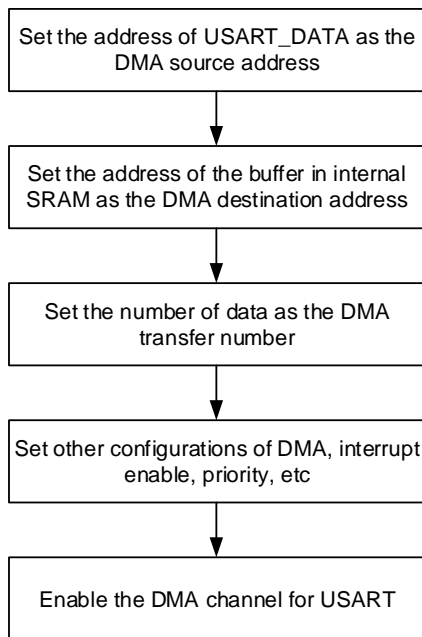 Set the address of USART_DATA as the
DMA source address
Set the address of the buffer in internal
SRAM as the DMA destination address
Set the number of data as the DMA
transfer number
Set other configurations of DMA, interrupt
enable, priority, etc
Enable the DMA channel for USART